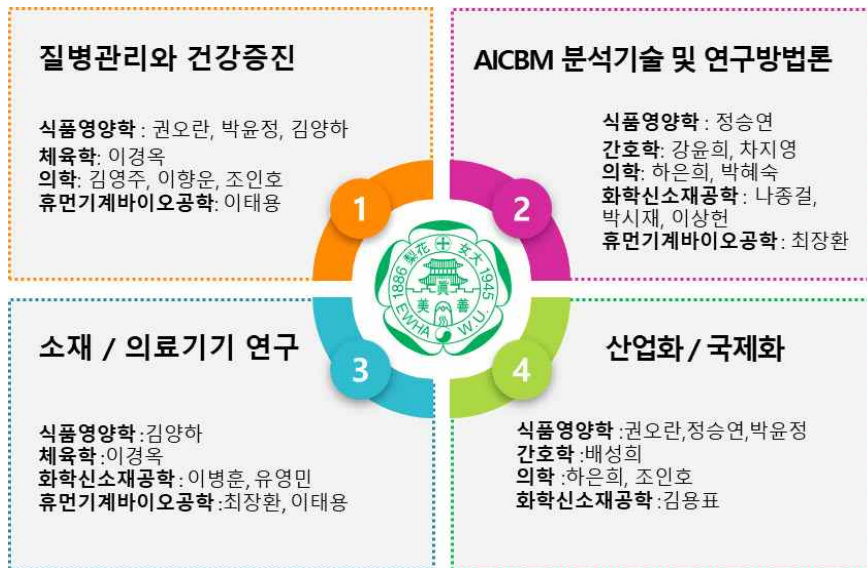 질병관리와 건강증진
식품영양학 : 권오란, 박윤정, 김양하
체육학: 이경옥
의학: 김영주, 이향운, 조인호
휴먼기계바이오공학: 이태용
1
AICBM 분석기술 및 연구방법론
식품영양학 : 정승연
간호학: 강윤희, 차지영
의학: 하은희, 박혜숙
화학신소재공학 : 나종걸,
박시재, 이상헌
휴먼기계바이오공학 : 최장환
2
梨花女大
1886
1945
眞
美 善
EWHA W.U.
소재 / 의료기기 연구
3
식품영양학 :김양하
체육학 :이경옥
화학신소재공학 : 이병훈, 유영민
휴먼기계바이오공학 :최장환, 이태용
산업화 / 국제화
4
식품영양학 :권오란,정승연,박윤정
간호학 :배성희
의학 :하은희, 조인호
화학신소재공학 :김용표